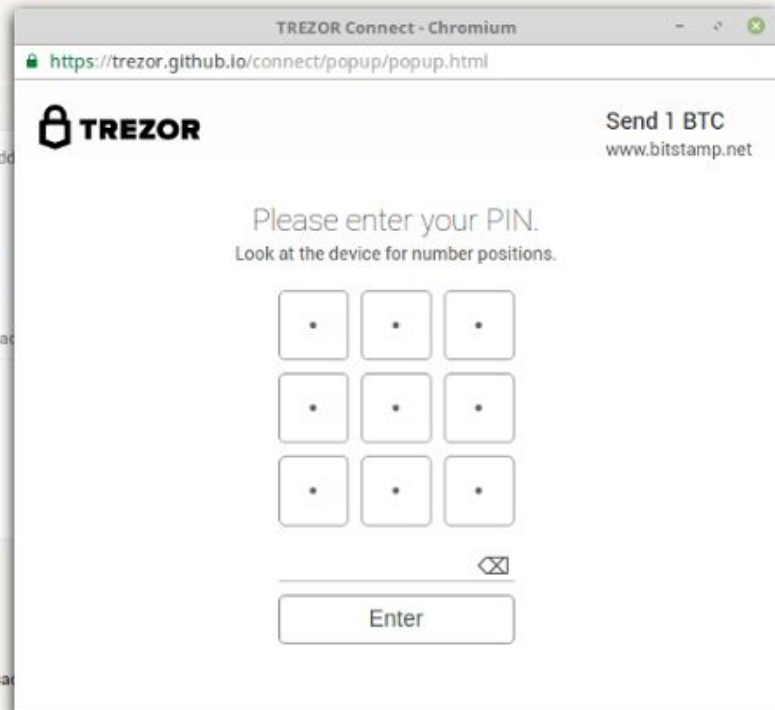 TREZOR Connect - Chromium
https://trezor.github.io/connect/popup/popup.html
TREZOR
Send 1 BTC
www.bitstamp.net
Please enter your PIN.
Look at the device for number positions.
Enter